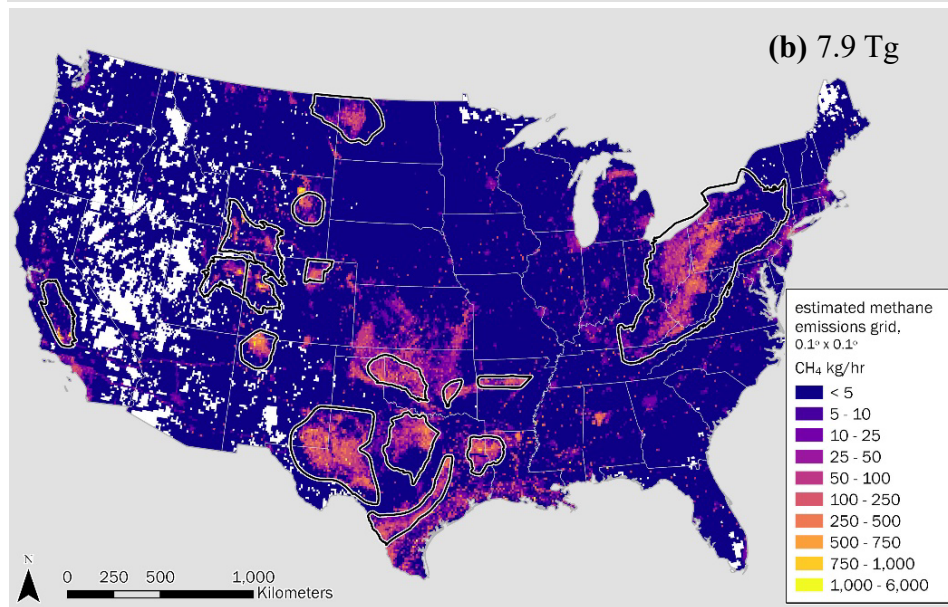 (b) 7.9 Tg
estimated methane
emissions grid,
0.1º x 0.1º
CH₄ kg/hr
< 5
5 - 10
10 - 25
25 - 50
50 - 100
100 - 250
250 - 500
500 - 750
750 - 1,000
1,000 - 6,000
N
0 250 500 1,000
Kilometers